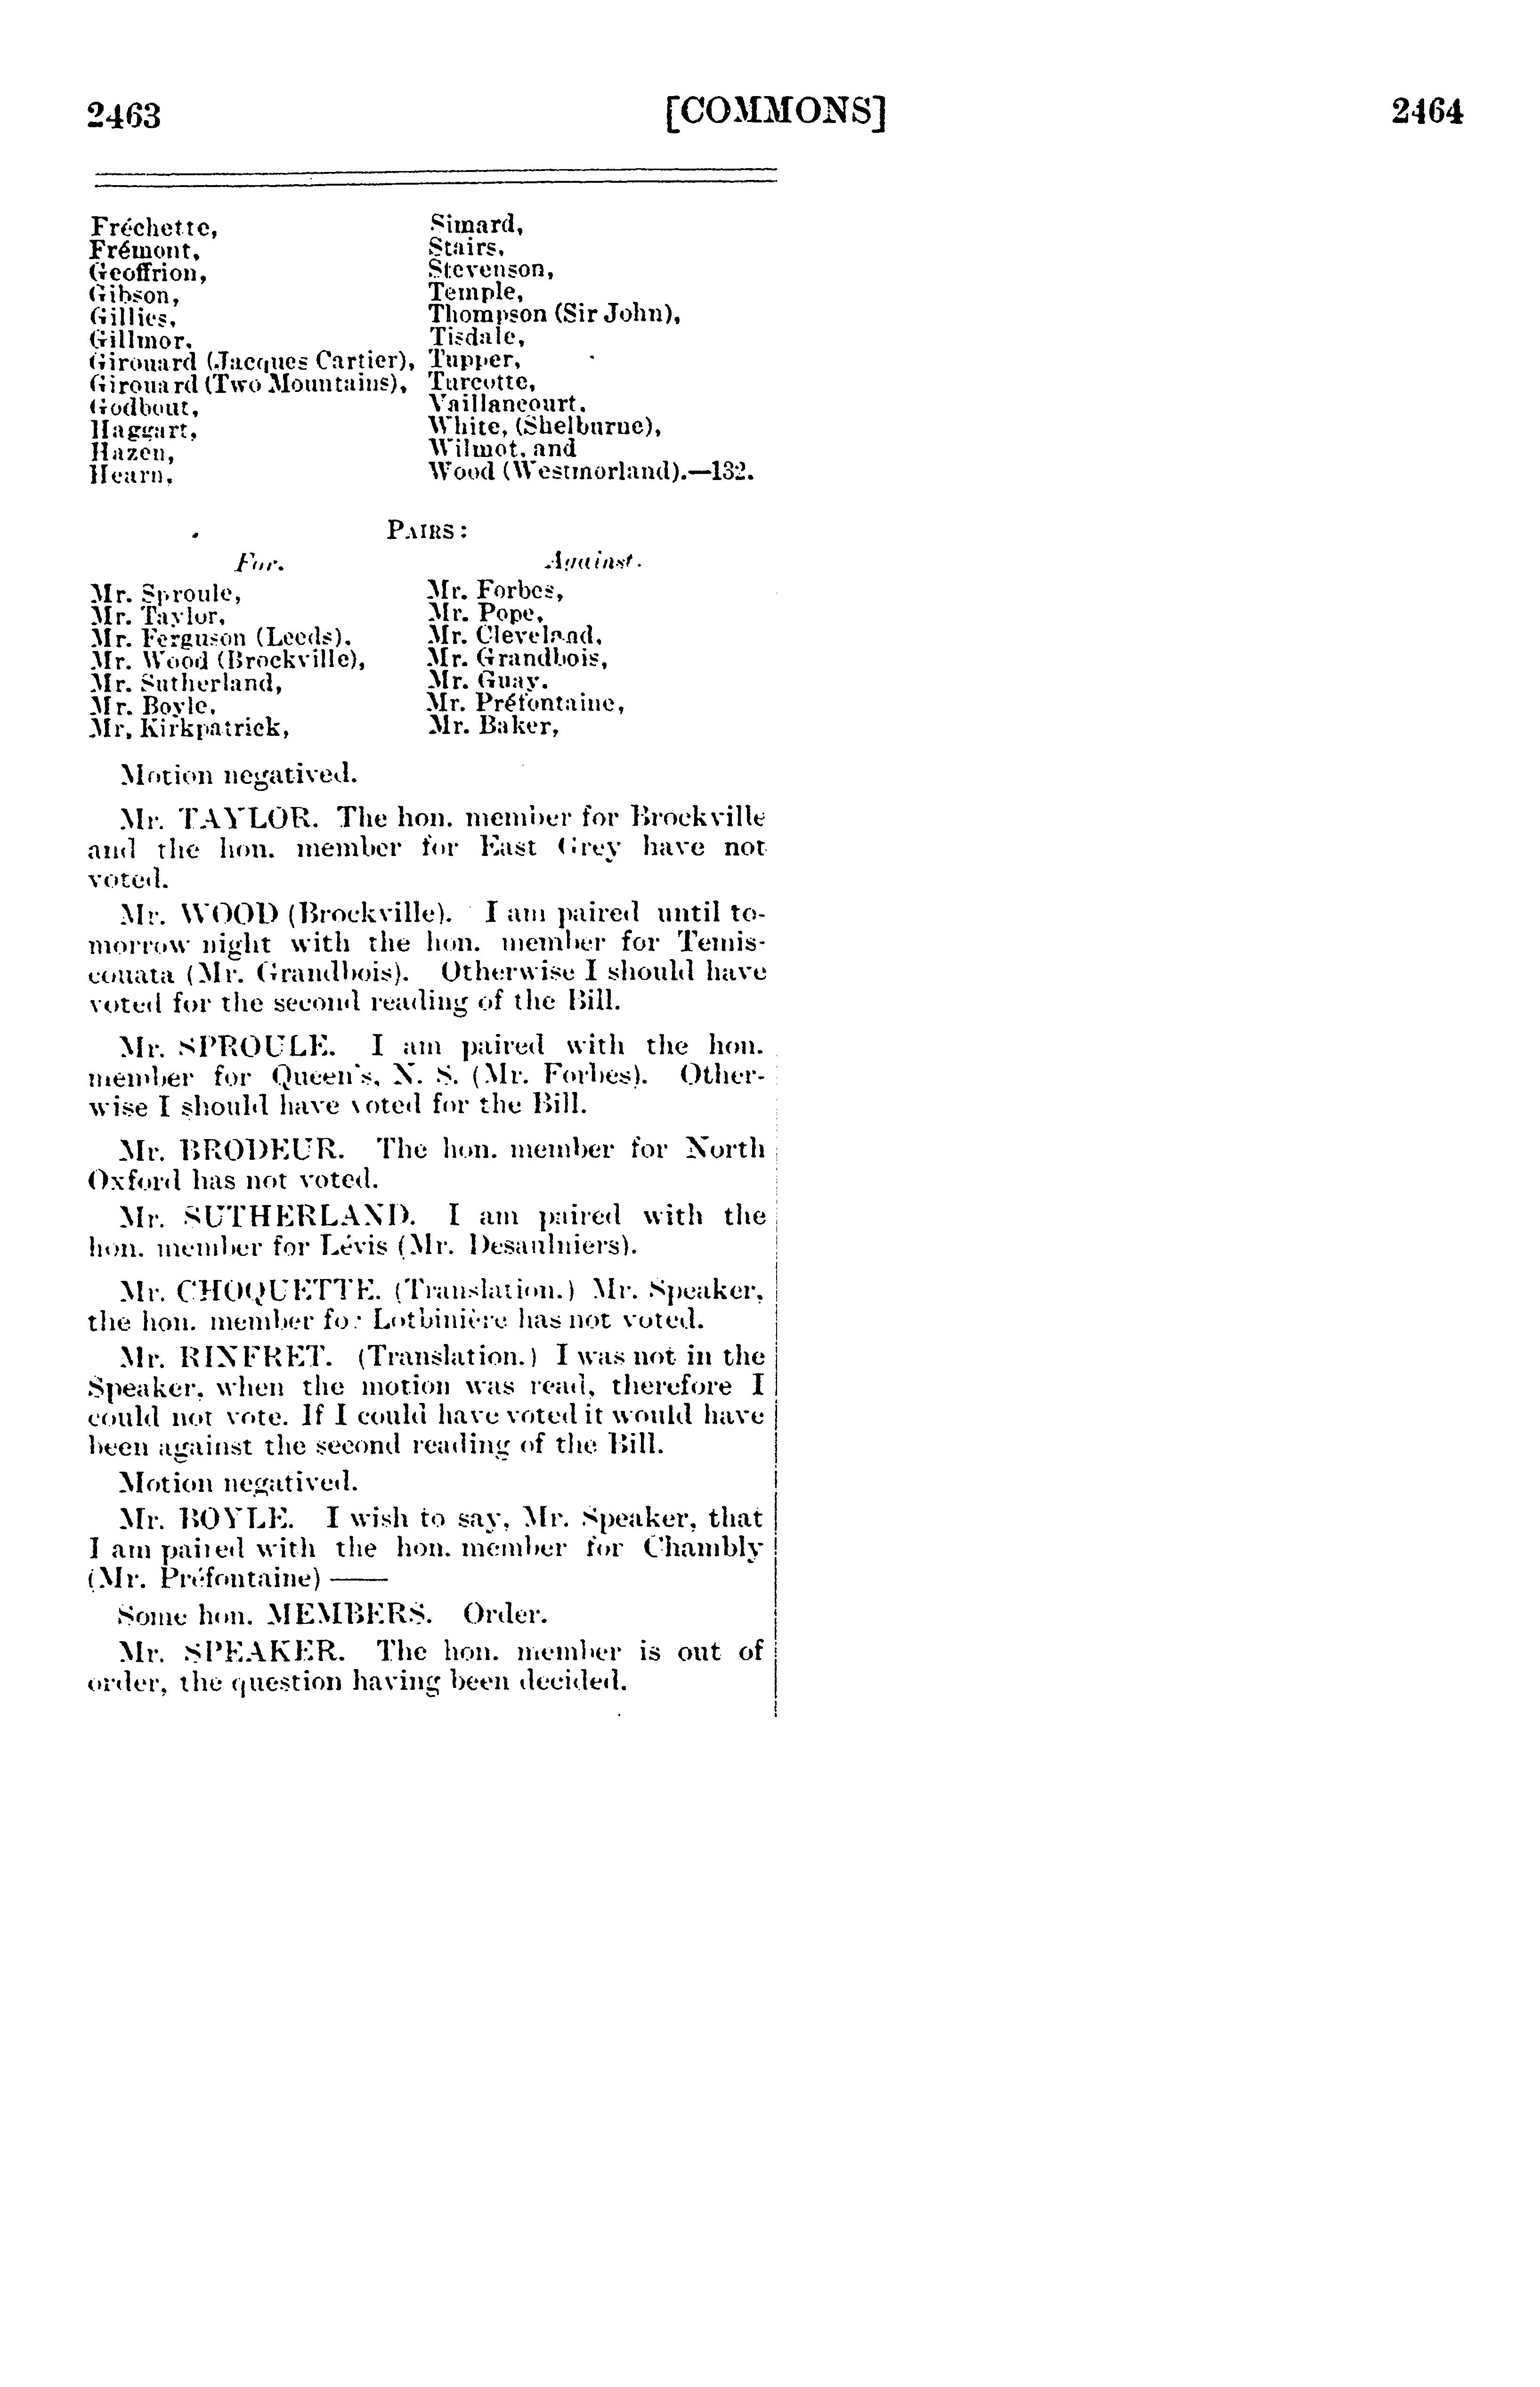 2463 [COMMONS] 2464
Fréchette,
Frémont,
Geoffrion,
Gibson,
Gillies,
Gillmor,
Girouard (Jacques Cartier),
Girouard (Two Mountains),
Godbout,
Haggart,
Hazen,
Hearn,
Simard,
Stairs,
Stevenson,
Temple,
Thompson (Sir John),
Tisdale,
Tupper,
Turcotte,
Vaillancourt,
White, (Shelburne),
Wilmot, and
Wood (Westmorland).—132.
PAIRS:
For. Against.
Mr. Sproule, Mr. Forbes,
Mr. Taylor, Mr. Pope,
Mr. Ferguson (Leeds), Mr. Cleveland,
Mr. Wood (Brockville), Mr. Grandbois,
Mr. Sutherland, Mr. Guay,
Mr. Boyle, Mr. Préfontaine,
Mr, Kirkpatrick, Mr. Baker,
Motion negatived.
Mr. TAYLOR. The hon. member for Brockville
and the hon. member for East Grey have not
voted.
Mr. WOOD (Brockville). I am paired until to-
morrow night with the hon. member for Temis-
couata (Mr. Grandbois). Otherwise I should have
voted for the second reading of the Bill.
Mr. SPROULE. I am paired with the hon.
member for Queen's, N. S. (Mr. Forbes). Other-
wise I should have voted for the Bill.
Mr. BRODEUR. The hon. member for North
Oxford has not voted.
Mr. SUTHERLAND. I am paired with the
hon. member for Lévis (Mr. Desaulniers).
Mr. CHOQUETTE. (Translation.) Mr. Speaker,
the hon. member for Lotbinière has not voted.
Mr. RINFRET. (Translation.) I was not in the
Speaker, when the motion was read, therefore I
could not vote. If I could have voted it would have
been against the second reading of the Bill.
Motion negatived.
Mr. BOYLE. I wish to say, Mr. Speaker, that
I am paired with the hon. member for Chambly
(Mr. Préfontaine) ——
Some hon. MEMBERS. Order.
Mr. SPEAKER. The hon. member is out of
order, the question having been decided.